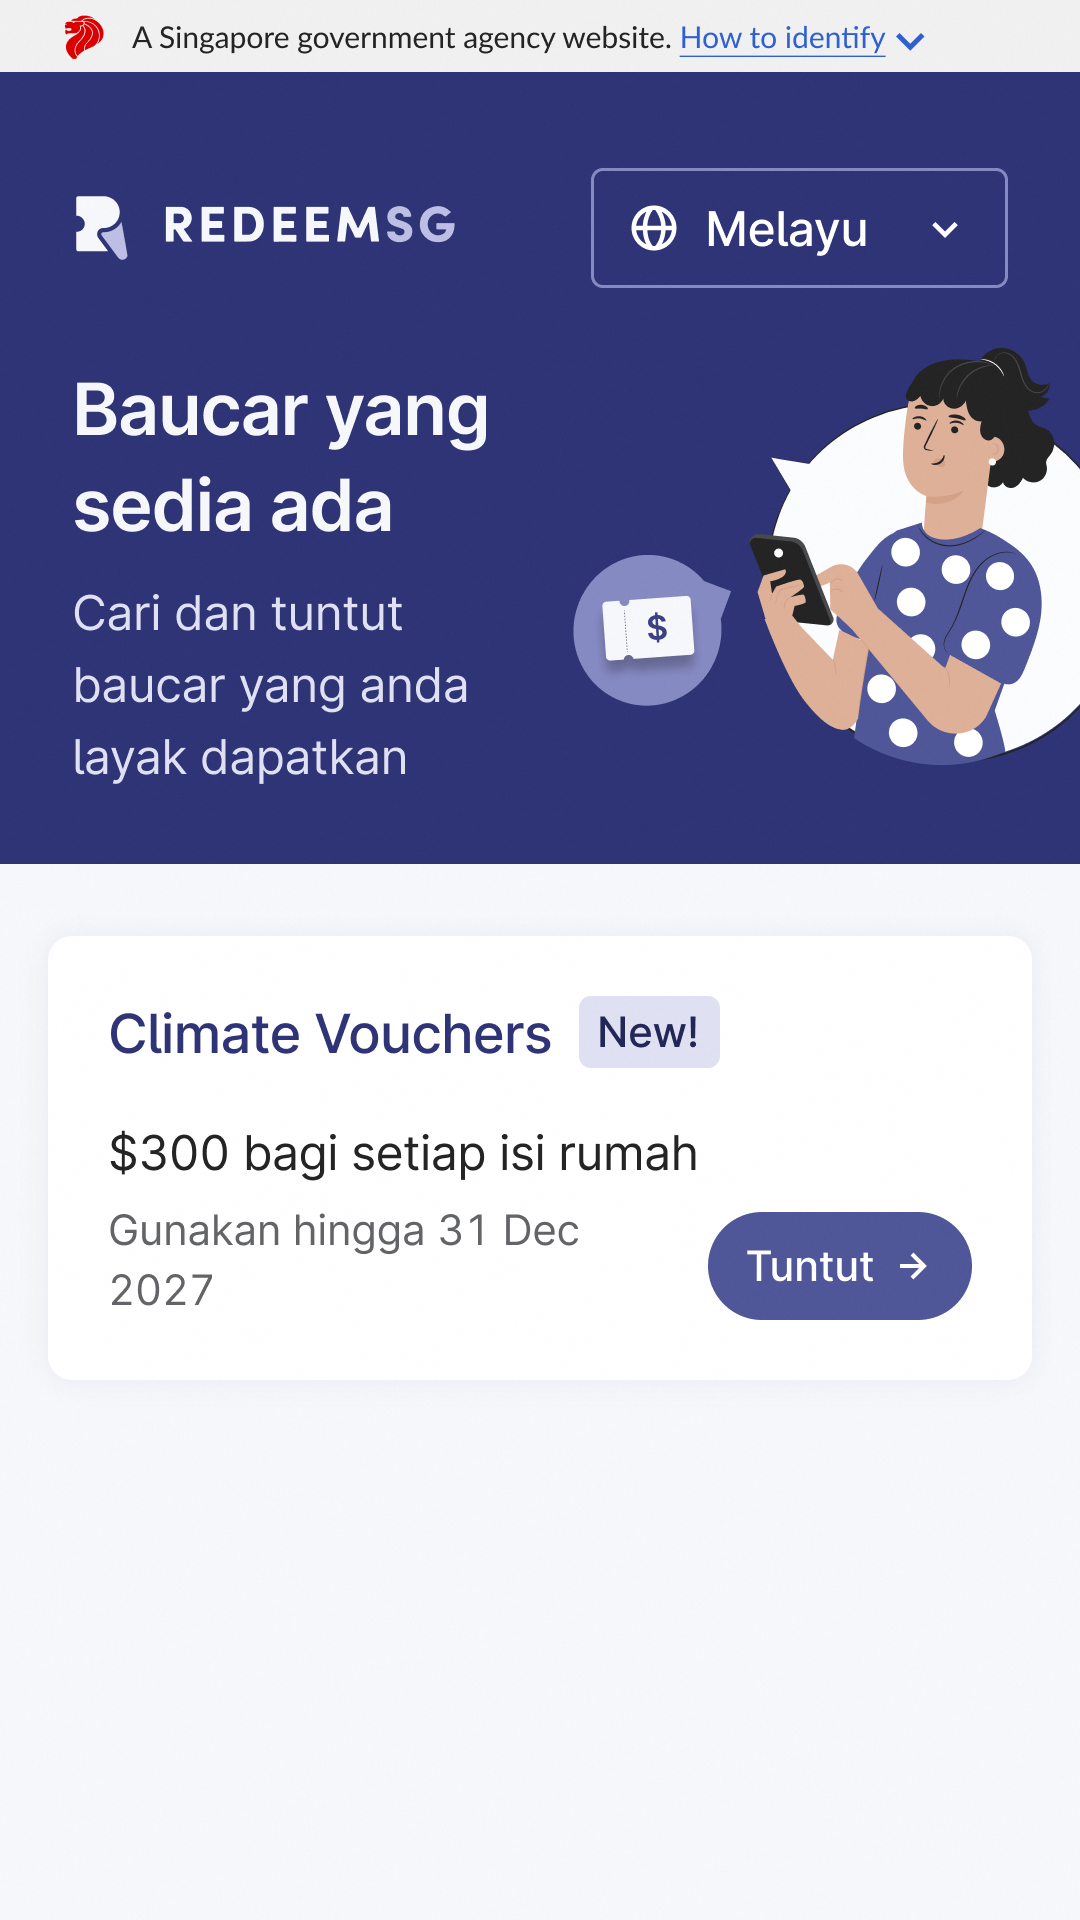 A Singapore government agency website. How to identify
REDEEMSG
Melayu
Baucar yang
sedia ada
Cari dan tuntut
baucar yang anda
layak dapatkan
$
Climate Vouchers New!
$300 bagi setiap isi rumah
Gunakan hingga 31 Dec
2027
Tuntut →